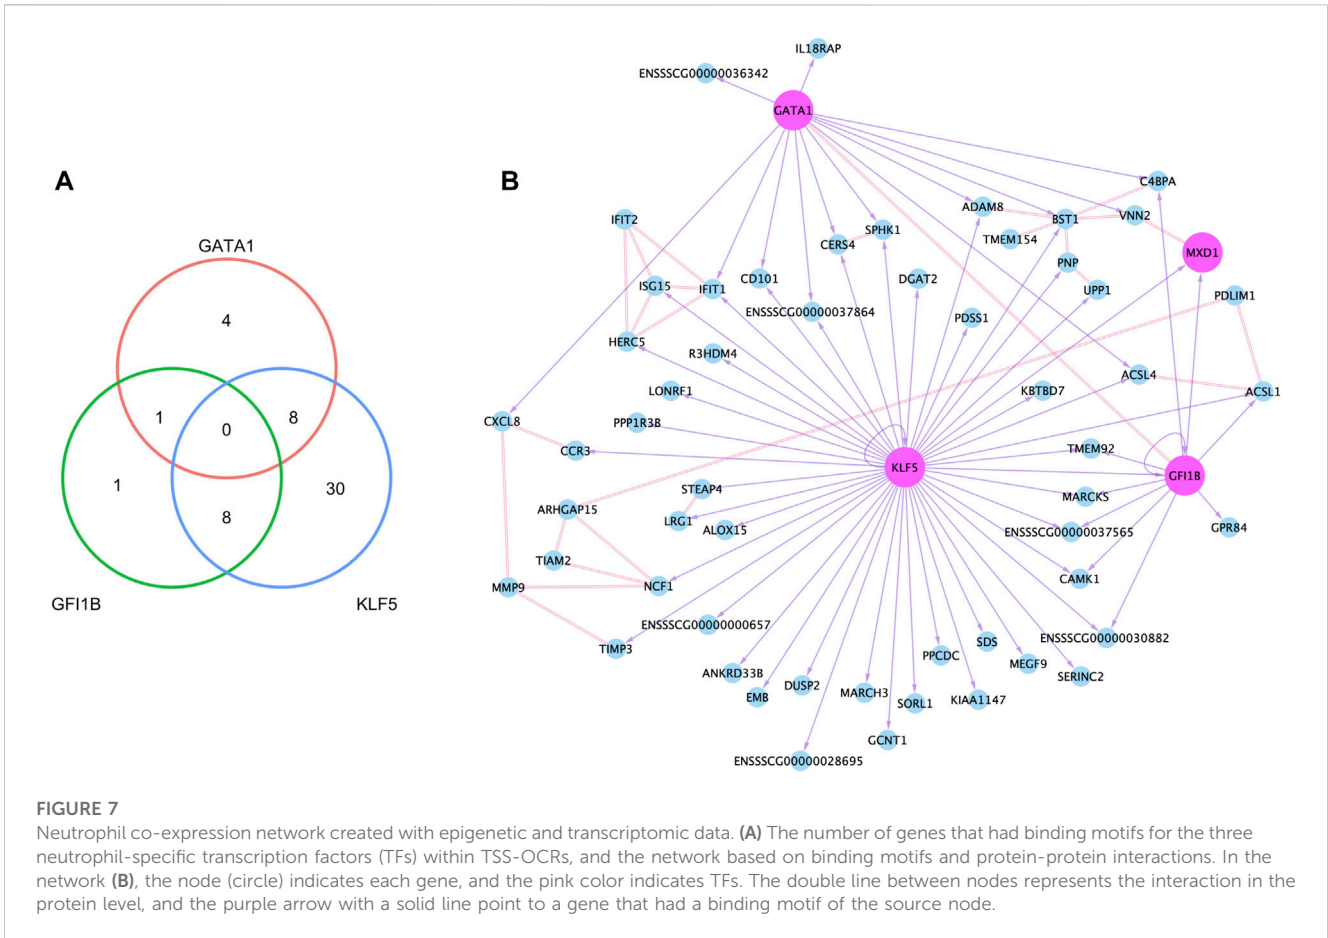 A
GATA1
4
1
0
8
1
30
8
GFI1B
KLF5
B
IL18RAP
ENSSSCG00000036342
GATA1
C4BPA
ADAM8
BST1
VNN2
IFIT2
SPHK1
TMEM154
CERS4
MXD1
PNP
CD101
DGAT2
ISG15
IFIT1
UPP1
PDLIM1
ENSSSCG00000037864
PDSS1
HERC5
R3HDM4
ACSL4
LONRF1
KBTBD7
ACSL1
CXCL8
PPP1R3B
CCR3
TMEM92
KLF5
GFI1B
STEAP4
MARCKS
ARHGAP15
LRG1
ALOX15
ENSSSCG00000037565
GPR84
TIAM2
CAMK1
MMP9
NCF1
ENSSSCG00000000657
ENSSSCG00000030882
TIMP3
SDS
PPCDC
MEGF9
ANKRD33B
SERINC2
EMB
DUSP2
MARCH3
SORL1
KIAA1147
GCNT1
ENSSSCG00000028695
FIGURE 7
Neutrophil co-expression network created with epigenetic and transcriptomic data. (A) The number of genes that had binding motifs for the three
neutrophil-specific transcription factors (TFs) within TSS-OCRs, and the network based on binding motifs and protein-protein interactions. In the
network (B), the node (circle) indicates each gene, and the pink color indicates TFs. The double line between nodes represents the interaction in the
protein level, and the purple arrow with a solid line point to a gene that had a binding motif of the source node.